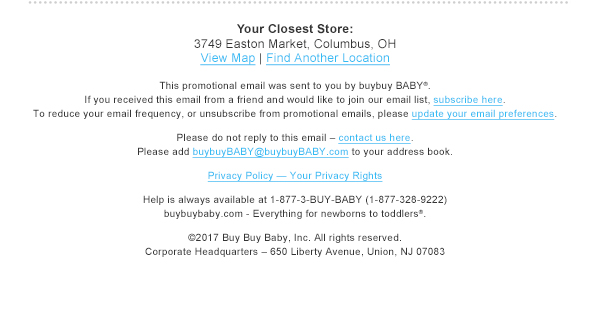 Your Closest Store:
3749 Easton Market, Columbus, OH
View Map | Find Another Location
This promotional email was sent to you by buybuy BABY®.
If you received this email from a friend and would like to join our email list, subscribe here.
To reduce your email frequency, or unsubscribe from promotional emails, please update your email preferences.
Please do not reply to this email – contact us here.
Please add buybuyBABY@buybuyBABY.com to your address book.
Privacy Policy — Your Privacy Rights
Help is always available at 1-877-3-BUY-BABY (1-877-328-9222)
buybuybaby.com - Everything for newborns to toddlers®.
©2017 Buy Buy Baby, Inc. All rights reserved.
Corporate Headquarters – 650 Liberty Avenue, Union, NJ 07083